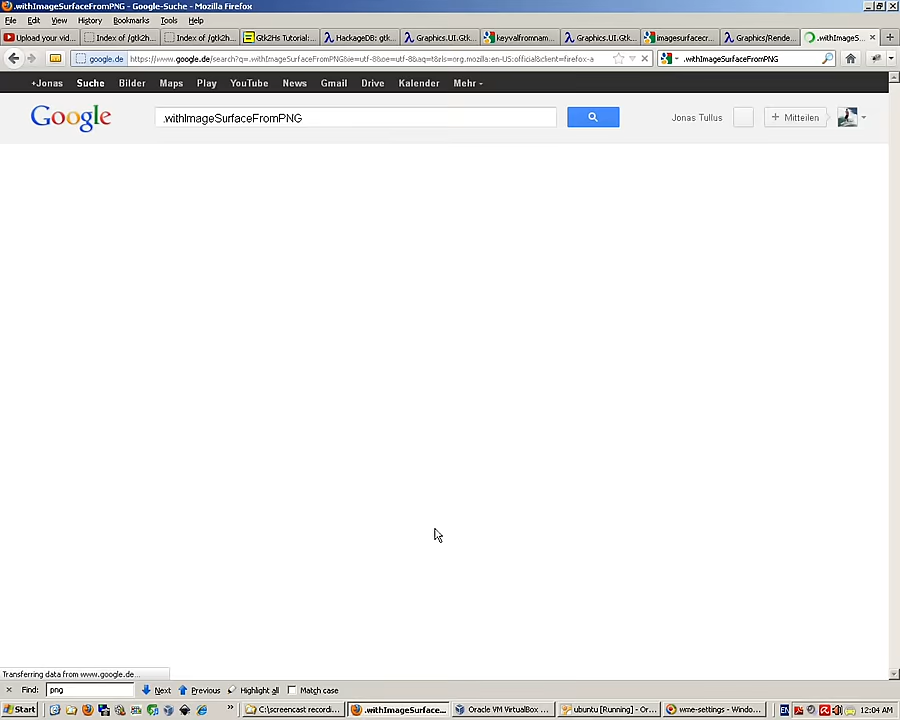 .withImageSurfaceFromPNG - Google-Suche - Mozilla Firefox
File Edit View History Bookmarks Tools Help
Upload your vid... Index of /gtk2h... Index of /gtk2h... Gtk2Hs Tutorial:... HackageDB: gtk... Graphics.UI.Gtk... keyvalfromnam... Graphics.UI.Gtk... imagesurfacecr... Graphics/Rende... .withImageS...
google.de https://www.google.de/search?q=.withImageSurfaceFromPNG&ie=utf-8&oe=utf-8&aq=t&rls=org.mozilla:en-US:official&client=firefox-a .withImageSurfaceFromPNG
+Jonas Suche Bilder Maps Play YouTube News Gmail Drive Kalender Mehr
Google .withImageSurfaceFromPNG Jonas Tullus + Mitteilen
Transferring data from www.google.de...
Find: png Next Previous Highlight all Match case
Start » C:\screencast recordi... .withImageSurface... Oracle VM VirtualBox ... ubuntu [Running] - Or... wme-settings - Windo... EN 12:04 AM